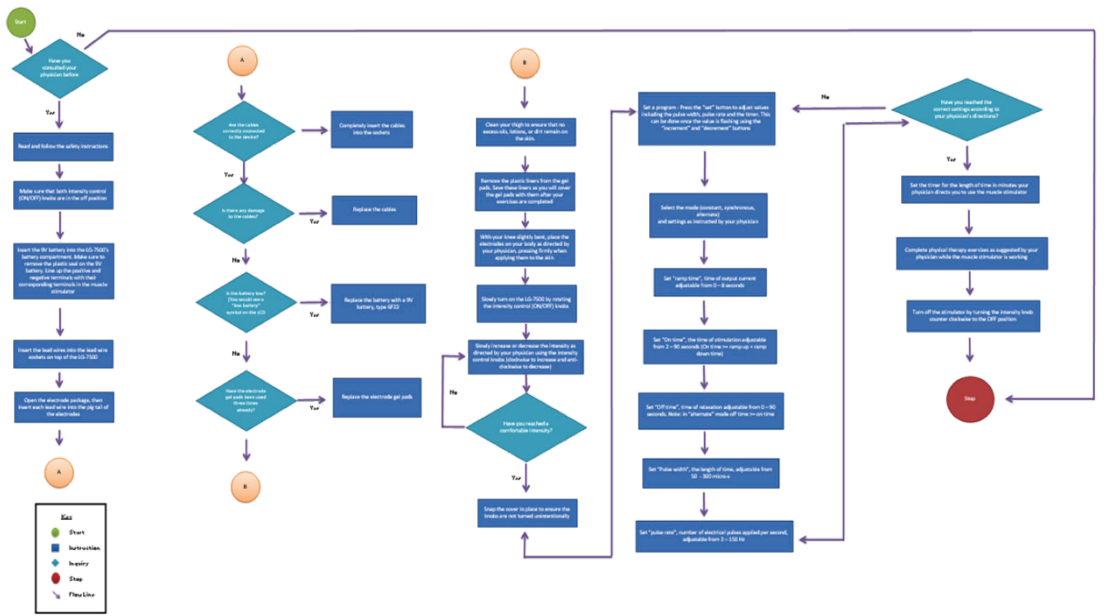 Start
No
Have you
consulted your
physician before
Yes
Read and follow the safety instructions
Make sure that both intensity control
(ON/OFF) knobs are in the off position
Insert the 9V battery into the LG-7500's
battery compartment. Make sure to
remove the plastic seal on the 9V
battery. Line up the positive and
negative terminals with their
corresponding terminals in the muscle
stimulator
Insert the lead wires into the lead wire
sockets on top of the LG-7500
Open the electrode package, then
insert each lead wire into the pig tail of
the electrodes
A
Key
Start
Instruction
Inquiry
Stop
Flow Line
A
Are the cables
correctly connected
to the device?
Completely insert the cables
into the sockets
Yes
Is there any damage
to the cables?
Replace the cables
Yes
No
Is the battery low?
(You would see a
"low battery"
symbol on the LCD
Replace the battery with a 9V
battery, type 6F22
Yes
No
Have the electrode
gel pads been used
three times
already?
Replace the electrode gel pads
Yes
B
B
Clean your thigh to ensure that no
excess oils, lotions, or dirt remain on
the skin.
Remove the plastic liners from the gel
pads. Save these liners as you will cover
the gel pads with them after your
exercises are completed
With your knee slightly bent, place the
electrodes on your body as directed by
your physician, pressing firmly when
applying them to the skin
Slowly turn on the LG-7500 by rotating
the intensity control (ON/OFF) knobs
Slowly increase or decrease the intensity as
directed by your physician using the intensity
control knobs (clockwise to increase and anti-
clockwise to decrease)
No
Have you reached a
comfortable intensity?
Yes
Snap the cover in place to ensure the
knobs are not turned unintentionally
Set a program - Press the "set" button to adjust values
including the pulse width, pulse rate and the timer. This
can be done once the value is flashing using the
"increment" and "decrement" buttons
Select the mode (constant, synchronous,
alternate)
and settings as instructed by your physician
Set "ramp time", time of output current
adjustable from 0 – 8 seconds
Set "On time", the time of stimulation adjustable
from 2 – 90 seconds (On time >= ramp up + ramp
down time)
Set "Off time", time of relaxation adjustable from 0 – 90
seconds. Note: in "alternate" mode off time >= on time
Set "Pulse width", the length of time, adjustable from
50 - 300 micro-s
Set "pulse rate", number of electrical pulses applied per second,
adjustable from 2 – 150 Hz
No
Have you reached the
correct settings according to
your physician's directions?
Yes
Set the timer for the length of time in minutes your
physician directs you to use the muscle stimulator
Complete physical therapy exercises as suggested by your
physician while the muscle stimulator is working
Turn off the stimulator by turning the intensity knob
counter clockwise to the OFF position
Stop